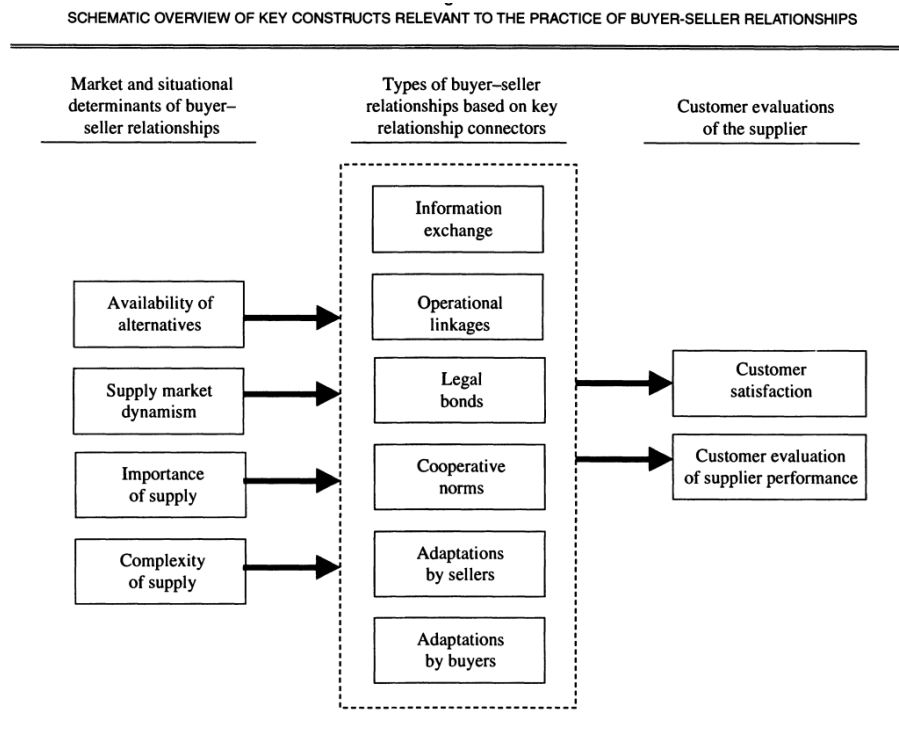 SCHEMATIC OVERVIEW OF KEY CONSTRUCTS RELEVANT TO THE PRACTICE OF BUYER-SELLER RELATIONSHIPS
Market and situational
determinants of buyer–
seller relationships
Types of buyer–seller
relationships based on key
relationship connectors
Customer evaluations
of the supplier
Availability of
alternatives
Supply market
dynamism
Importance
of supply
Complexity
of supply
Information
exchange
Operational
linkages
Legal
bonds
Cooperative
norms
Adaptations
by sellers
Adaptations
by buyers
Customer
satisfaction
Customer evaluation
of supplier performance